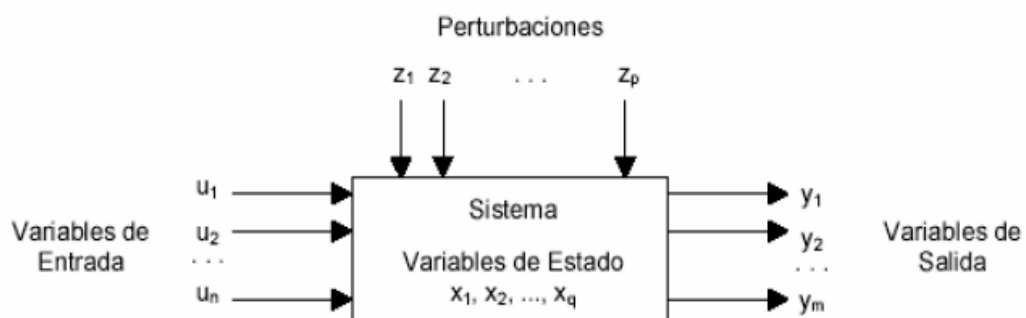 Perturbaciones
z1 z2 . . . zp
u1
u2
. . .
un
Variables de
Entrada
Sistema
Variables de Estado
x1, x2, ..., xq
y1
y2
. . .
ym
Variables de
Salida